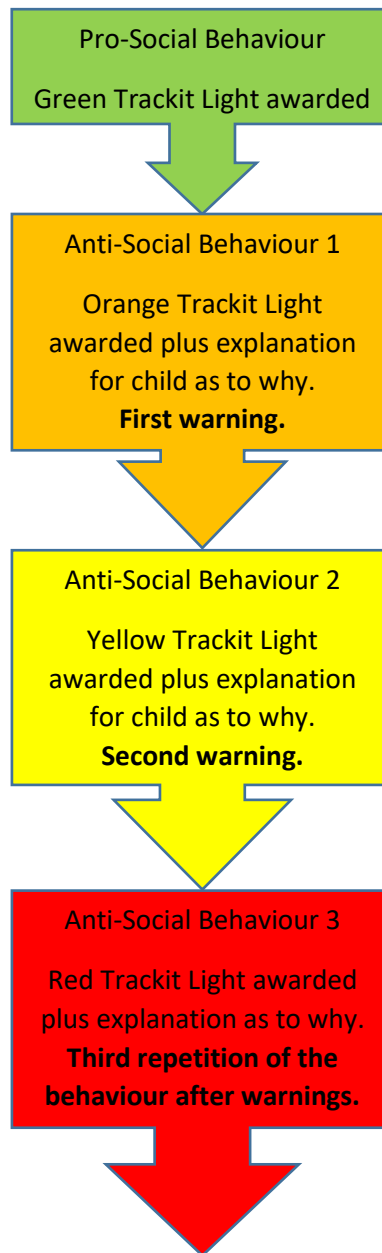 Pro-Social Behaviour
Green Trackit Light awarded
Anti-Social Behaviour 1
Orange Trackit Light
awarded plus explanation
for child as to why.
First warning.
Anti-Social Behaviour 2
Yellow Trackit Light
awarded plus explanation
for child as to why.
Second warning.
Anti-Social Behaviour 3
Red Trackit Light awarded
plus explanation as to why.
Third repetition of the
behaviour after warnings.